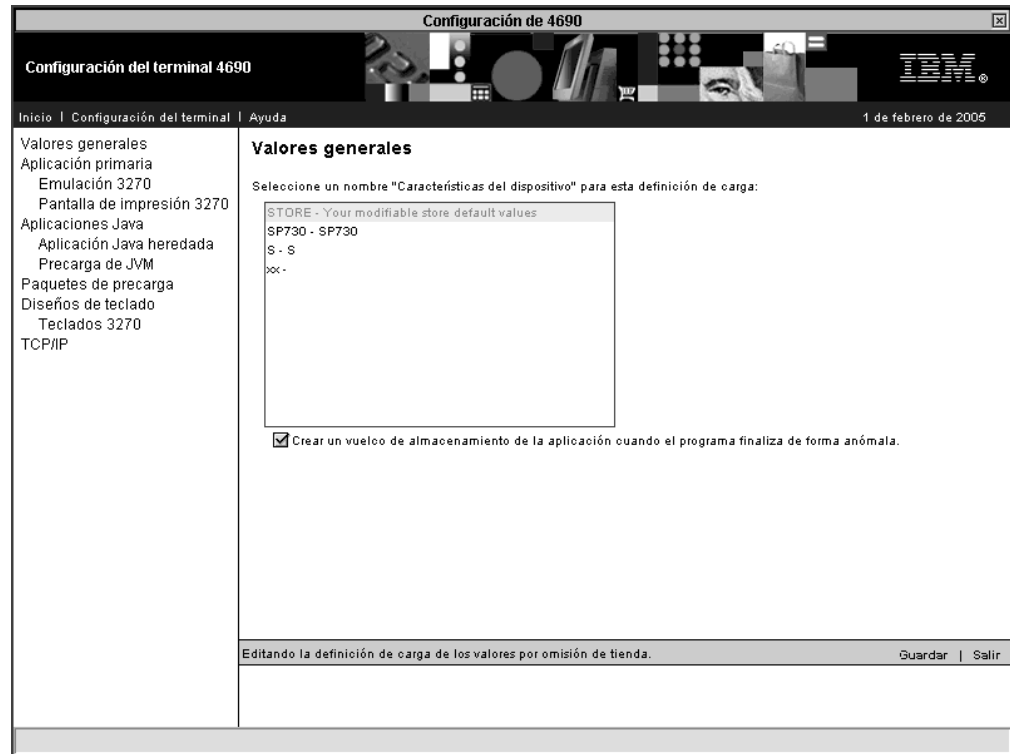 Configuración de 4690
Configuración del terminal 4690
IBM®
Inicio | Configuración del terminal | Ayuda
1 de febrero de 2005
Valores generales
Aplicación primaria
Emulación 3270
Pantalla de impresión 3270
Aplicaciones Java
Aplicación Java heredada
Precarga de JVM
Paquetes de precarga
Diseños de teclado
Teclados 3270
TCP/IP
Valores generales
Seleccione un nombre "Características del dispositivo" para esta definición de carga:
STORE - Your modifiable store default values
SP730 - SP730
S - S
xx -
Crear un vuelco de almacenamiento de la aplicación cuando el programa finaliza de forma anómala.
Editando la definición de carga de los valores por omisión de tienda.
Guardar | Salir